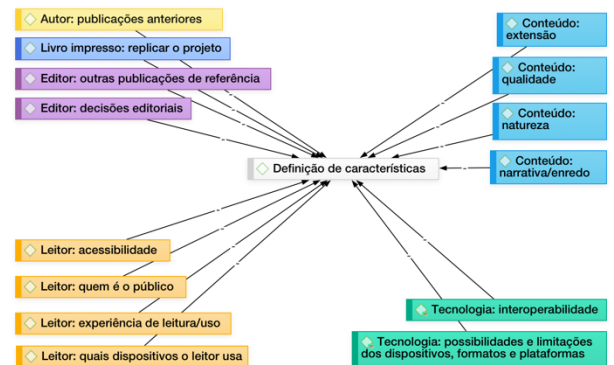 Autor: publicações anteriores
Livro impresso: replicar o projeto
Editor: outras publicações de referência
Editor: decisões editoriais
Conteúdo:
extensão
Conteúdo:
qualidade
Conteúdo:
natureza
Conteúdo:
narrativa/enredo
Definição de características
Leitor: acessibilidade
Leitor: quem é o público
Leitor: experiência de leitura/uso
Leitor: quais dispositivos o leitor usa
Tecnologia: interoperabilidade
Tecnologia: possibilidades e limitações
dos dispositivos, formatos e plataformas